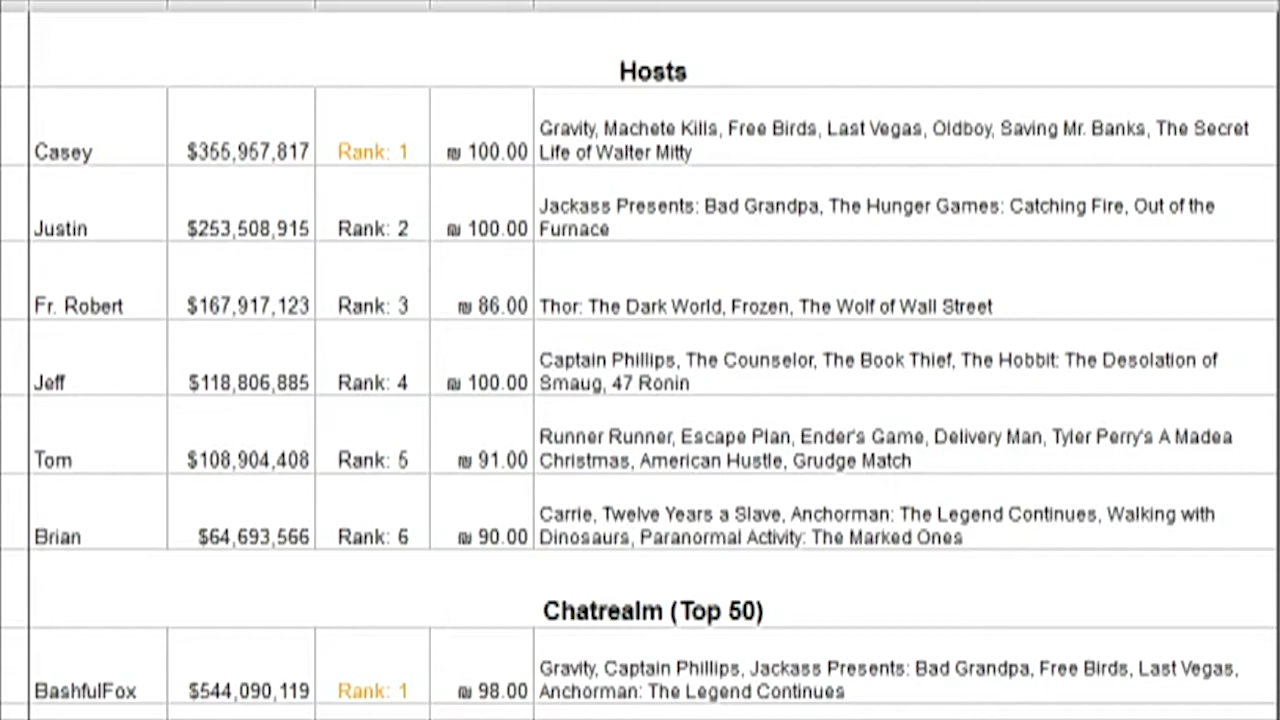 Hosts
Gravity, Machete Kills, Free Birds, Last Vegas, Oldboy, Saving Mr. Banks, The Secret
Casey $355,957,817 Rank: 1 ₪ 100.00 Life of Walter Mitty
Jackass Presents: Bad Grandpa, The Hunger Games: Catching Fire, Out of the
Justin $253,508,915 Rank: 2 ₪ 100.00 Furnace
Fr. Robert $167,917,123 Rank: 3 ₪ 86.00 Thor: The Dark World, Frozen, The Wolf of Wall Street
Captain Phillips, The Counselor, The Book Thief, The Hobbit: The Desolation of
Jeff $118,806,885 Rank: 4 ₪ 100.00 Smaug, 47 Ronin
Runner Runner, Escape Plan, Ender's Game, Delivery Man, Tyler Perry's A Madea
Tom $108,904,408 Rank: 5 ₪ 91.00 Christmas, American Hustle, Grudge Match
Carrie, Twelve Years a Slave, Anchorman: The Legend Continues, Walking with
Brian $64,693,566 Rank: 6 ₪ 90.00 Dinosaurs, Paranormal Activity: The Marked Ones
Chatrealm (Top 50)
Gravity, Captain Phillips, Jackass Presents: Bad Grandpa, Free Birds, Last Vegas,
BashfulFox $544,090,119 Rank: 1 ₪ 98.00 Anchorman: The Legend Continues